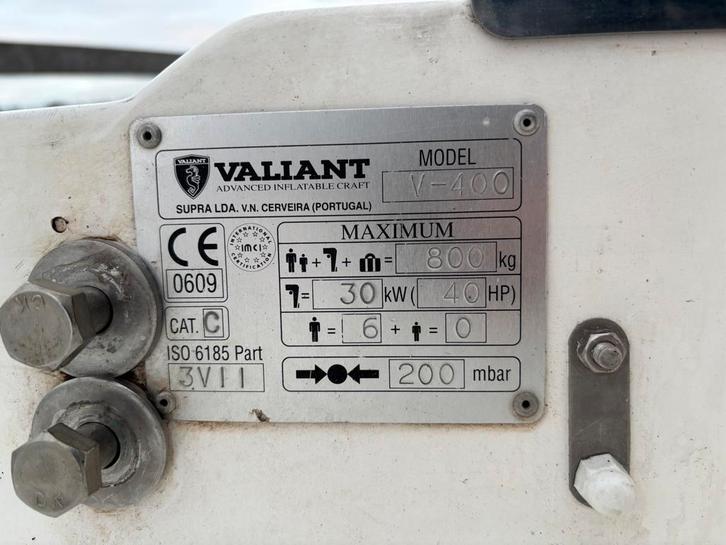 VALIANT
VALIANT
ADVANCED INFLATABLE CRAFT
SUPRA LDA. V.N. CERVEIRA (PORTUGAL)
MODEL
V-400
CE
0609
INTERNATIONAL
imci
CERTIFICATION
CAT. C
ISO 6185 Part
3VII
MAXIMUM
+ + = 800 kg
= 30 kW ( 40 HP)
= 6 + = 0
200 mbar